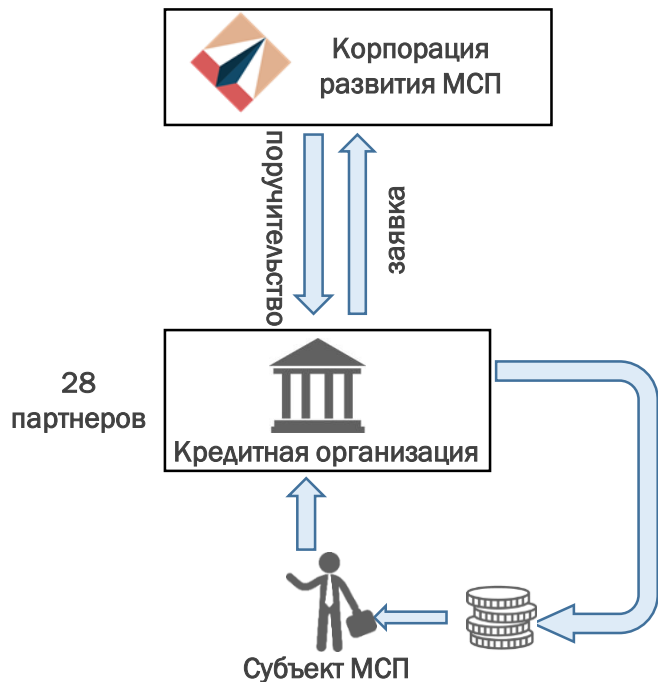 Корпорация
развития МСП
поручительство
заявка
28
партнеров
Кредитная организация
Субъект МСП